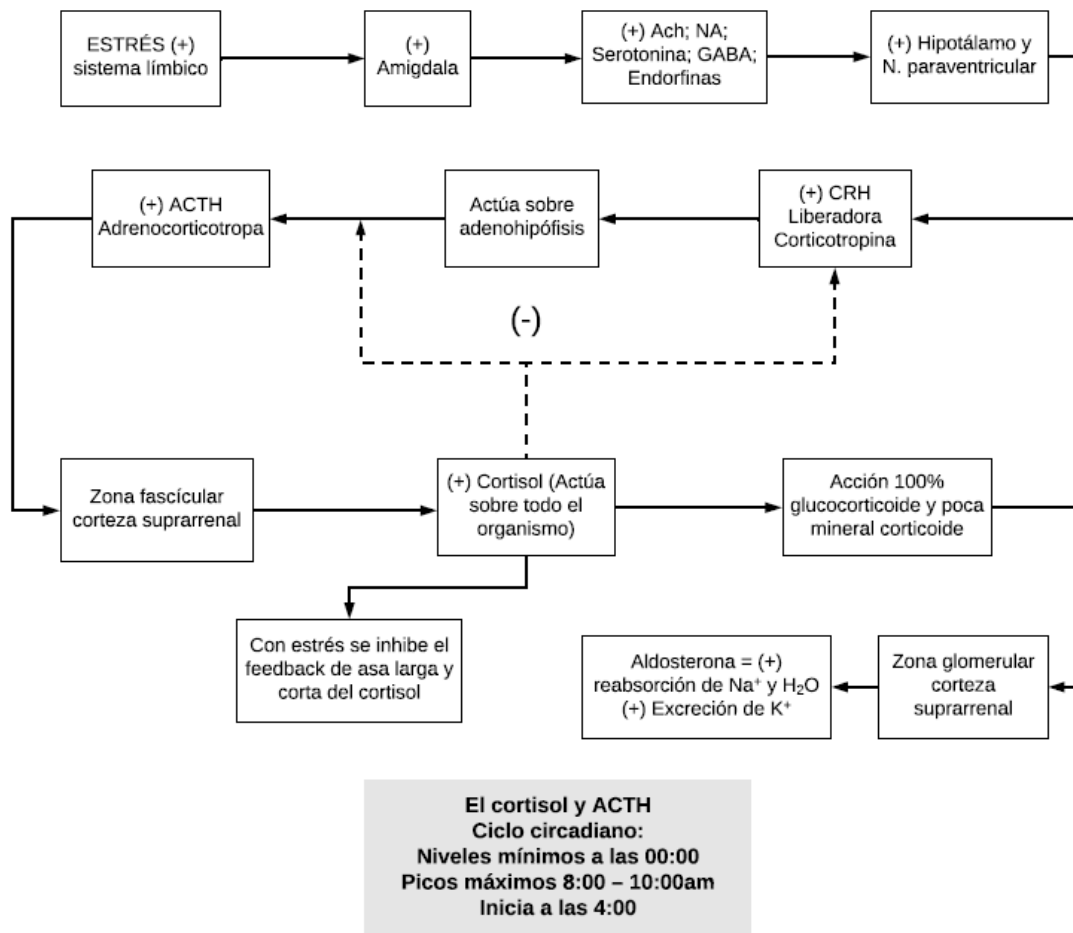 ESTRÉS (+)
sistema límbico
(+)
Amigdala
(+) Ach; NA;
Serotonina; GABA;
Endorfinas
(+) Hipotálamo y
N. paraventricular
(+) ACTH
Adrenocorticotropa
Actúa sobre
adenohipófisis
(+) CRH
Liberadora
Corticotropina
(-)
Zona fascícular
corteza suprarrenal
(+) Cortisol (Actúa
sobre todo el
organismo)
Acción 100%
glucocorticoide y poca
mineral corticoide
Con estrés se inhibe el
feedback de asa larga y
corta del cortisol
Aldosterona = (+)
reabsorción de Na⁺ y H₂O
(+) Excreción de K⁺
Zona glomerular
corteza
suprarrenal
El cortisol y ACTH
Ciclo circadiano:
Niveles mínimos a las 00:00
Picos máximos 8:00 – 10:00am
Inicia a las 4:00